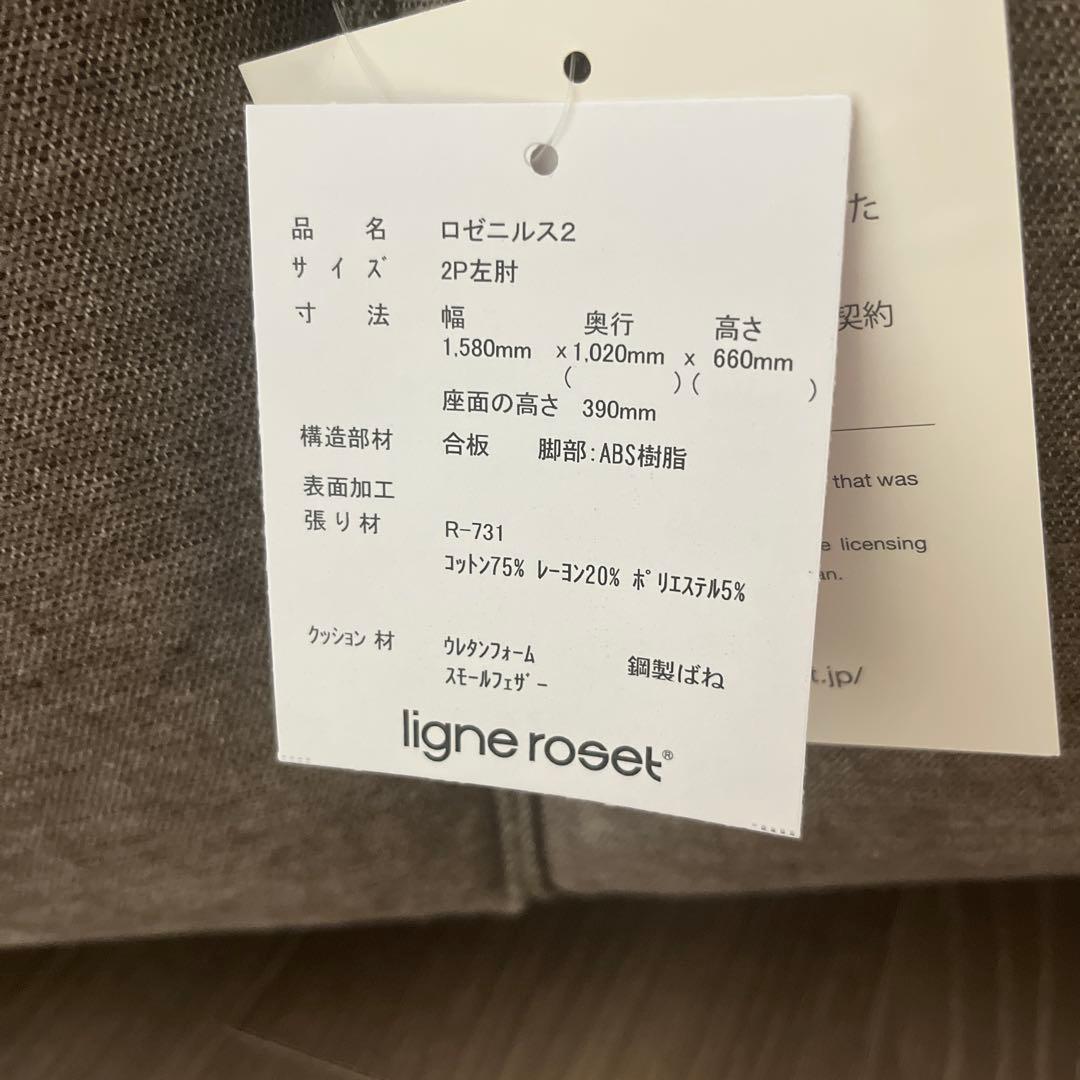 品 名 ロゼニルス2
サ イ ズ 2P左肘
寸 法 幅 奥行 高さ
1,580mm x 1,020mm x 660mm
( ) ( )
座面の高さ 390mm
構造部材 合板 脚部:ABS樹脂
表面加工
張り材 R-731
コットン75% レーヨン20% ポリエステル5%
クッション材 ウレタンフォーム 鋼製ばね
スモールフェザー
ligne roset®
た
契約
that was
e licensing
an.
t.jp/